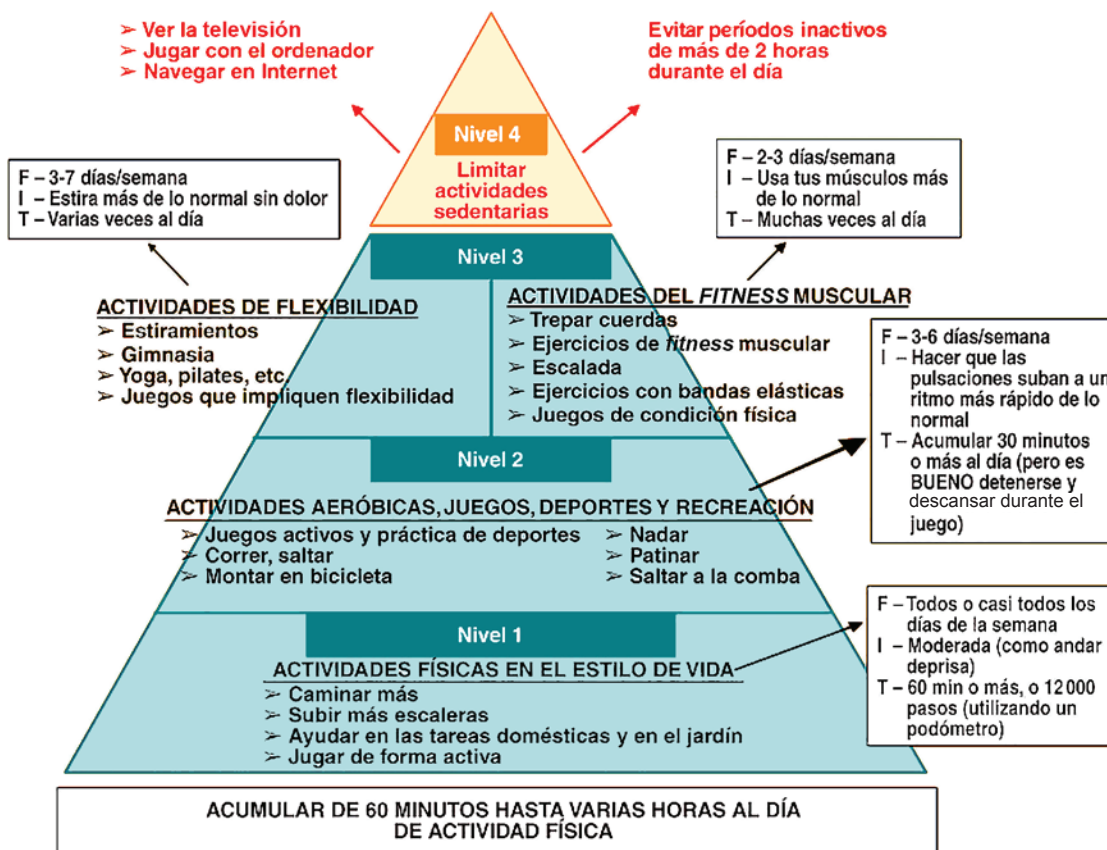 ➢ Ver la televisión
➢ Jugar con el ordenador
➢ Navegar en Internet
Evitar períodos inactivos
de más de 2 horas
durante el día
Nivel 4
Limitar
actividades
sedentarias
F – 3-7 días/semana
I – Estira más de lo normal sin dolor
T – Varias veces al día
F – 2-3 días/semana
I – Usa tus músculos más
de lo normal
T – Muchas veces al día
Nivel 3
ACTIVIDADES DE FLEXIBILIDAD
➢ Estiramientos
➢ Gimnasia
➢ Yoga, pilates, etc.
➢ Juegos que impliquen flexibilidad
ACTIVIDADES DEL FITNESS MUSCULAR
➢ Trepar cuerdas
➢ Ejercicios de fitness muscular
➢ Escalada
➢ Ejercicios con bandas elásticas
➢ Juegos de condición física
F – 3-6 días/semana
I – Hacer que las
pulsaciones suban a un
ritmo más rápido de lo
normal
T – Acumular 30 minutos
o más al día (pero es
BUENO detenerse y
descansar durante el
juego)
Nivel 2
ACTIVIDADES AERÓBICAS, JUEGOS, DEPORTES Y RECREACIÓN
➢ Juegos activos y práctica de deportes
➢ Correr, saltar
➢ Montar en bicicleta
➢ Nadar
➢ Patinar
➢ Saltar a la comba
F – Todos o casi todos los
días de la semana
I – Moderada (como andar
deprisa)
T – 60 min o más, o 12 000
pasos (utilizando un
podómetro)
Nivel 1
ACTIVIDADES FÍSICAS EN EL ESTILO DE VIDA
➢ Caminar más
➢ Subir más escaleras
➢ Ayudar en las tareas domésticas y en el jardín
➢ Jugar de forma activa
ACUMULAR DE 60 MINUTOS HASTA VARIAS HORAS AL DÍA
DE ACTIVIDAD FÍSICA